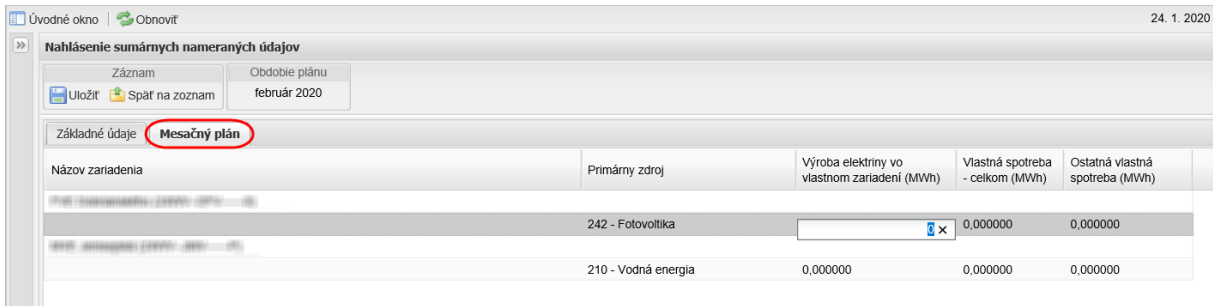 Úvodné okno Obnoviť 24. 1. 2020
Nahlásenie sumárnych nameraných údajov
Záznam Obdobie plánu
Uložiť Späť na zoznam február 2020
Základné údaje Mesačný plán
Názov zariadenia Primárny zdroj Výroba elektriny vo vlastnom zariadení (MWh) Vlastná spotreba - celkom (MWh) Ostatná vlastná spotreba (MWh)
242 - Fotovoltika 0 0,000000 0,000000
210 - Vodná energia 0,000000 0,000000 0,000000